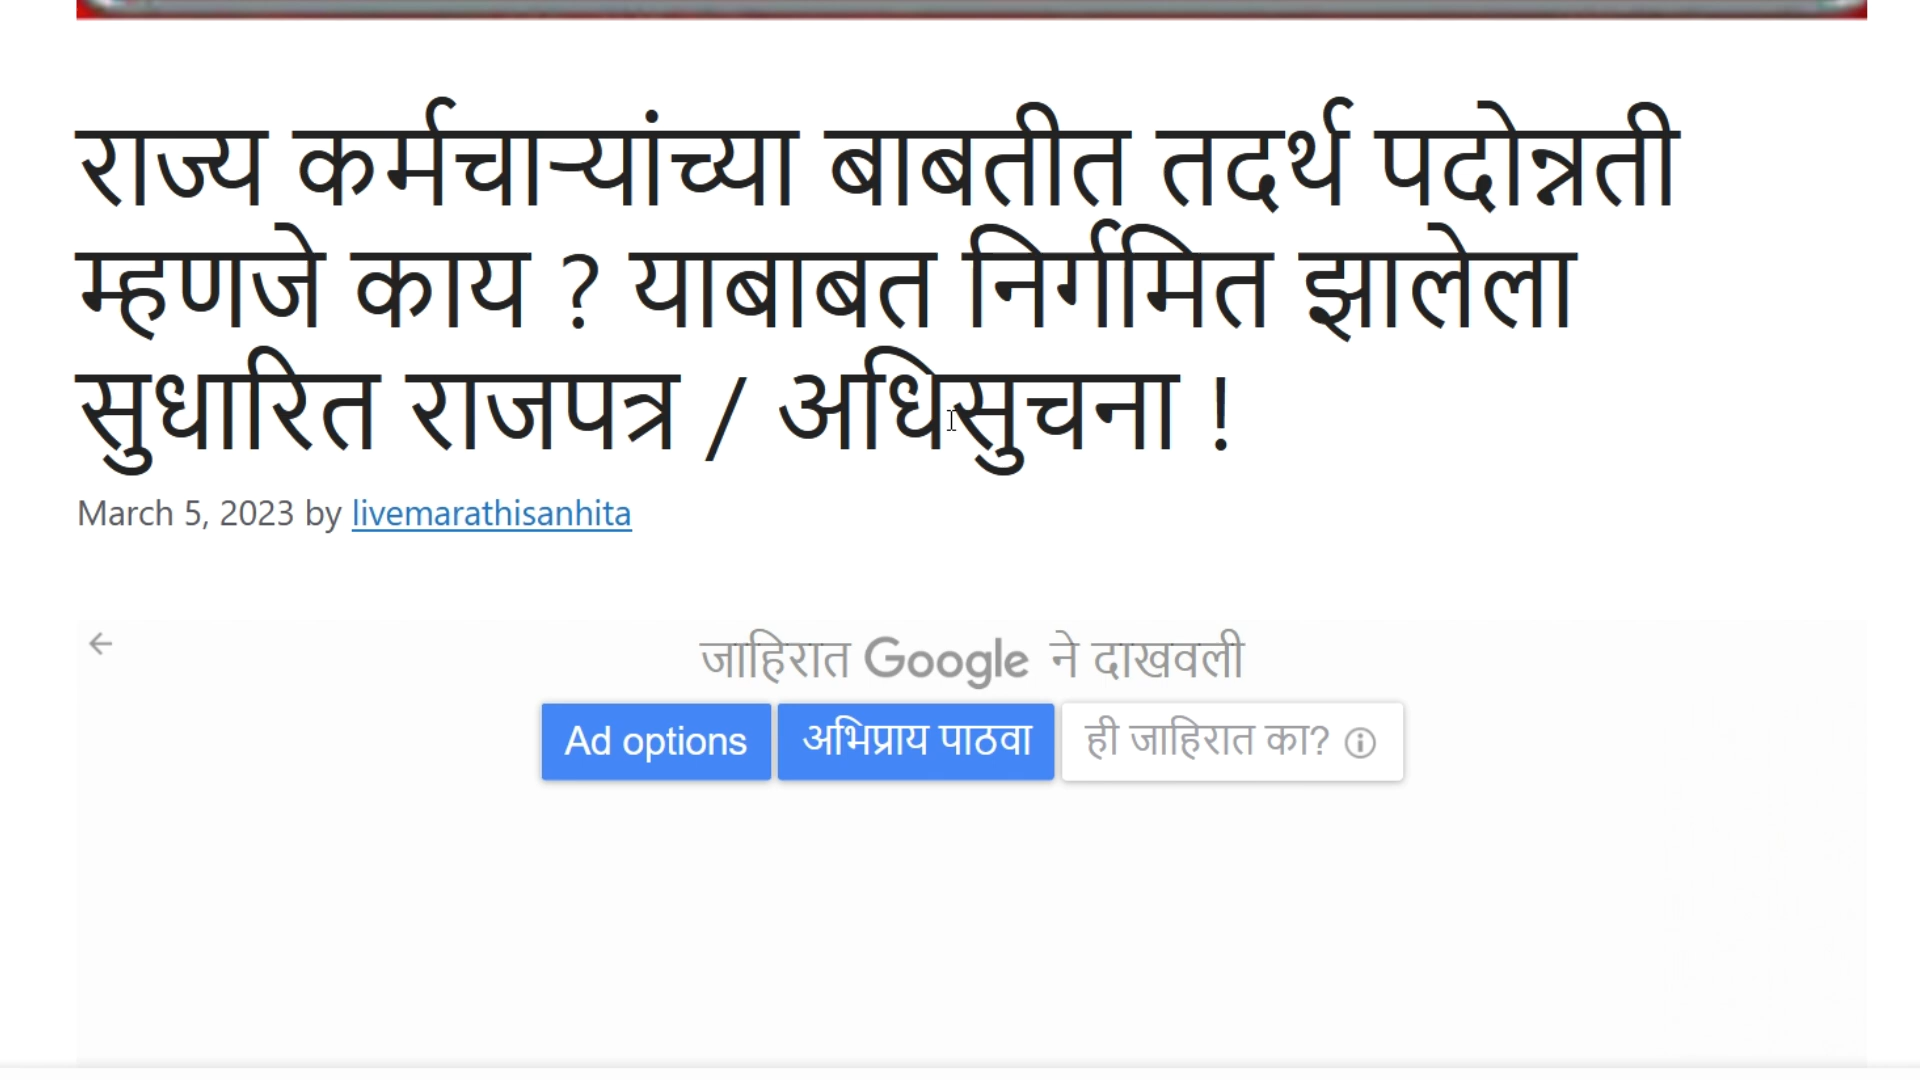 राज्य कर्मचाऱ्यांच्या बाबतीत तदर्थ पदोन्नती
म्हणजे काय ? याबाबत निर्गमित झालेला
सुधारित राजपत्र / अधिसुचना !
March 5, 2023 by livemarathisanhita
जाहिरात Google ने दाखवली
Ad options अभिप्राय पाठवा ही जाहिरात का?